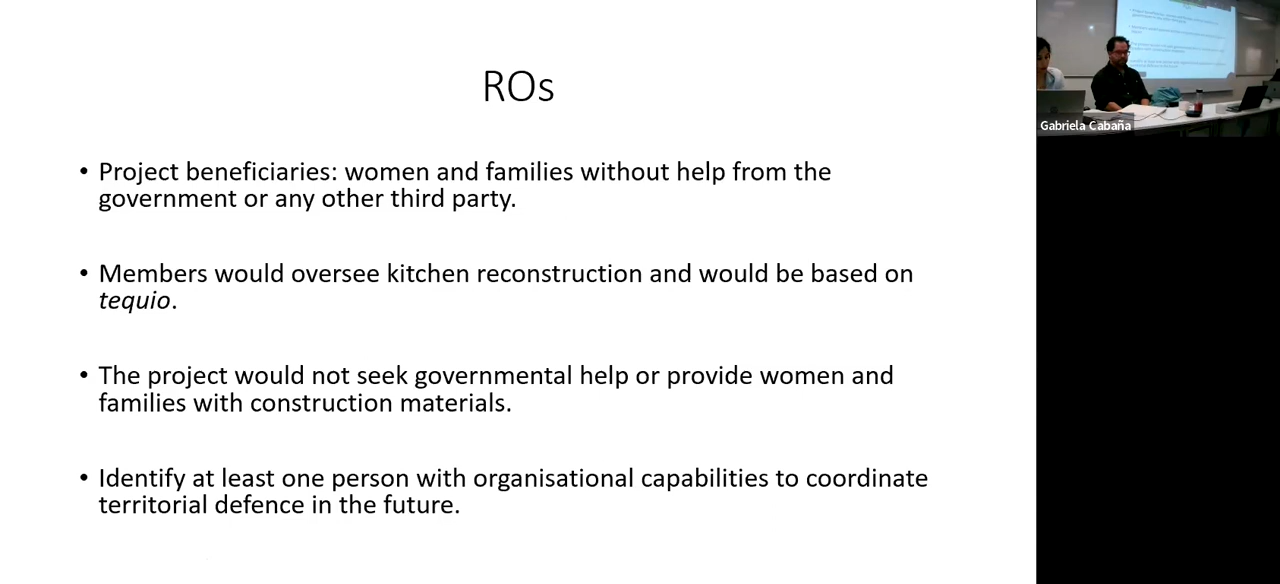 ROs
• Project beneficiaries: women and families without help from the
government or any other third party.
• Members would oversee kitchen reconstruction and would be based on
tequio.
• The project would not seek governmental help or provide women and
families with construction materials.
• Identify at least one person with organisational capabilities to coordinate
territorial defence in the future.
Gabriela Cabaña